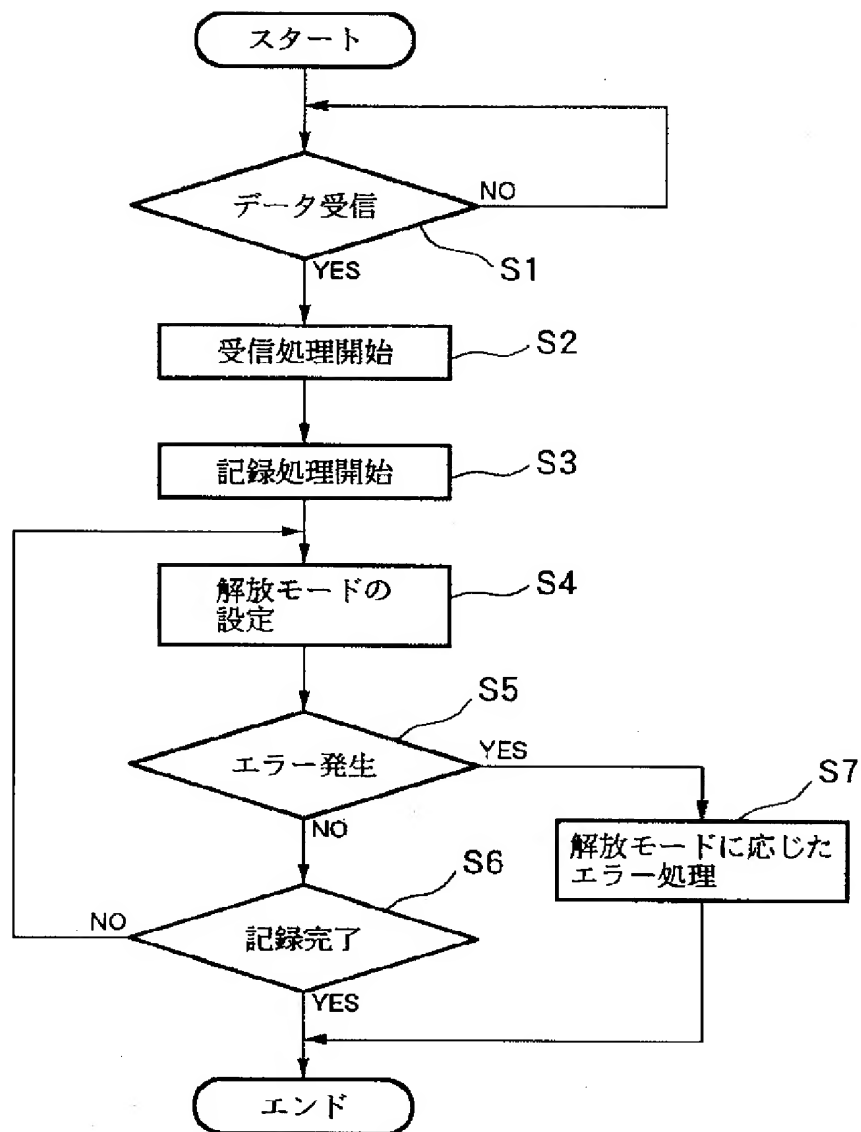 スタート
データ受信
NO
S1
YES
受信処理開始
S2
記録処理開始
S3
解放モードの
設定
S4
S5
エラー発生
YES
S7
NO
解放モードに応じた
エラー処理
S6
NO
記録完了
YES
エンド